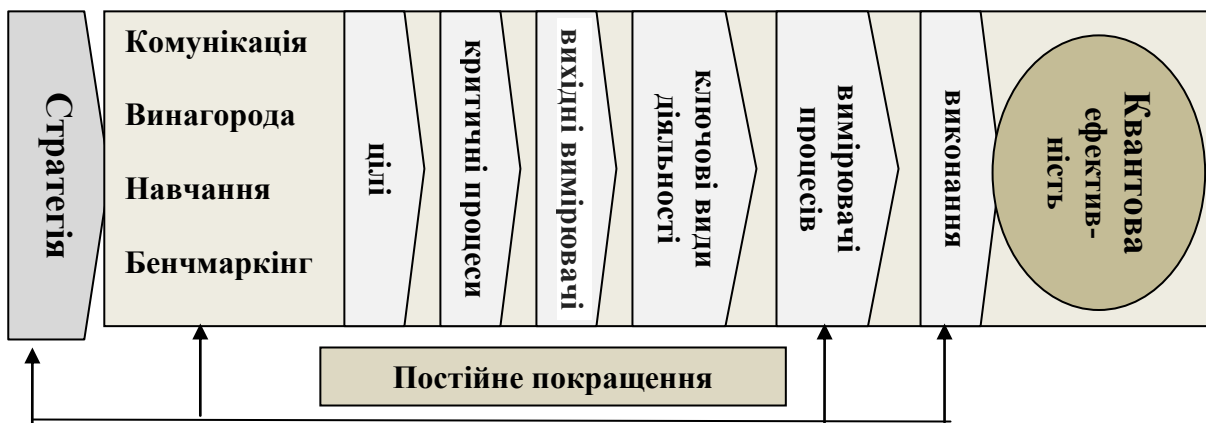 Стратегія
Комунікація
Винагорода
Навчання
Бенчмаркінг
цілі
критичні процеси
вихідні вимірювачі
ключові види
діяльності
вимірювачі
процесів
виконання
Квантова
ефектив-
ність
Постійне покращення